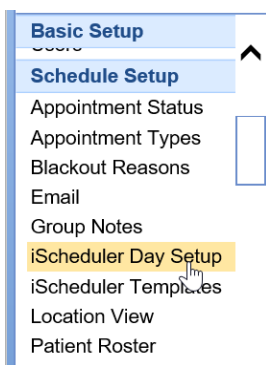 Basic Setup
Users
Schedule Setup
Appointment Status
Appointment Types
Blackout Reasons
Email
Group Notes
iScheduler Day Setup
iScheduler Templates
Location View
Patient Roster